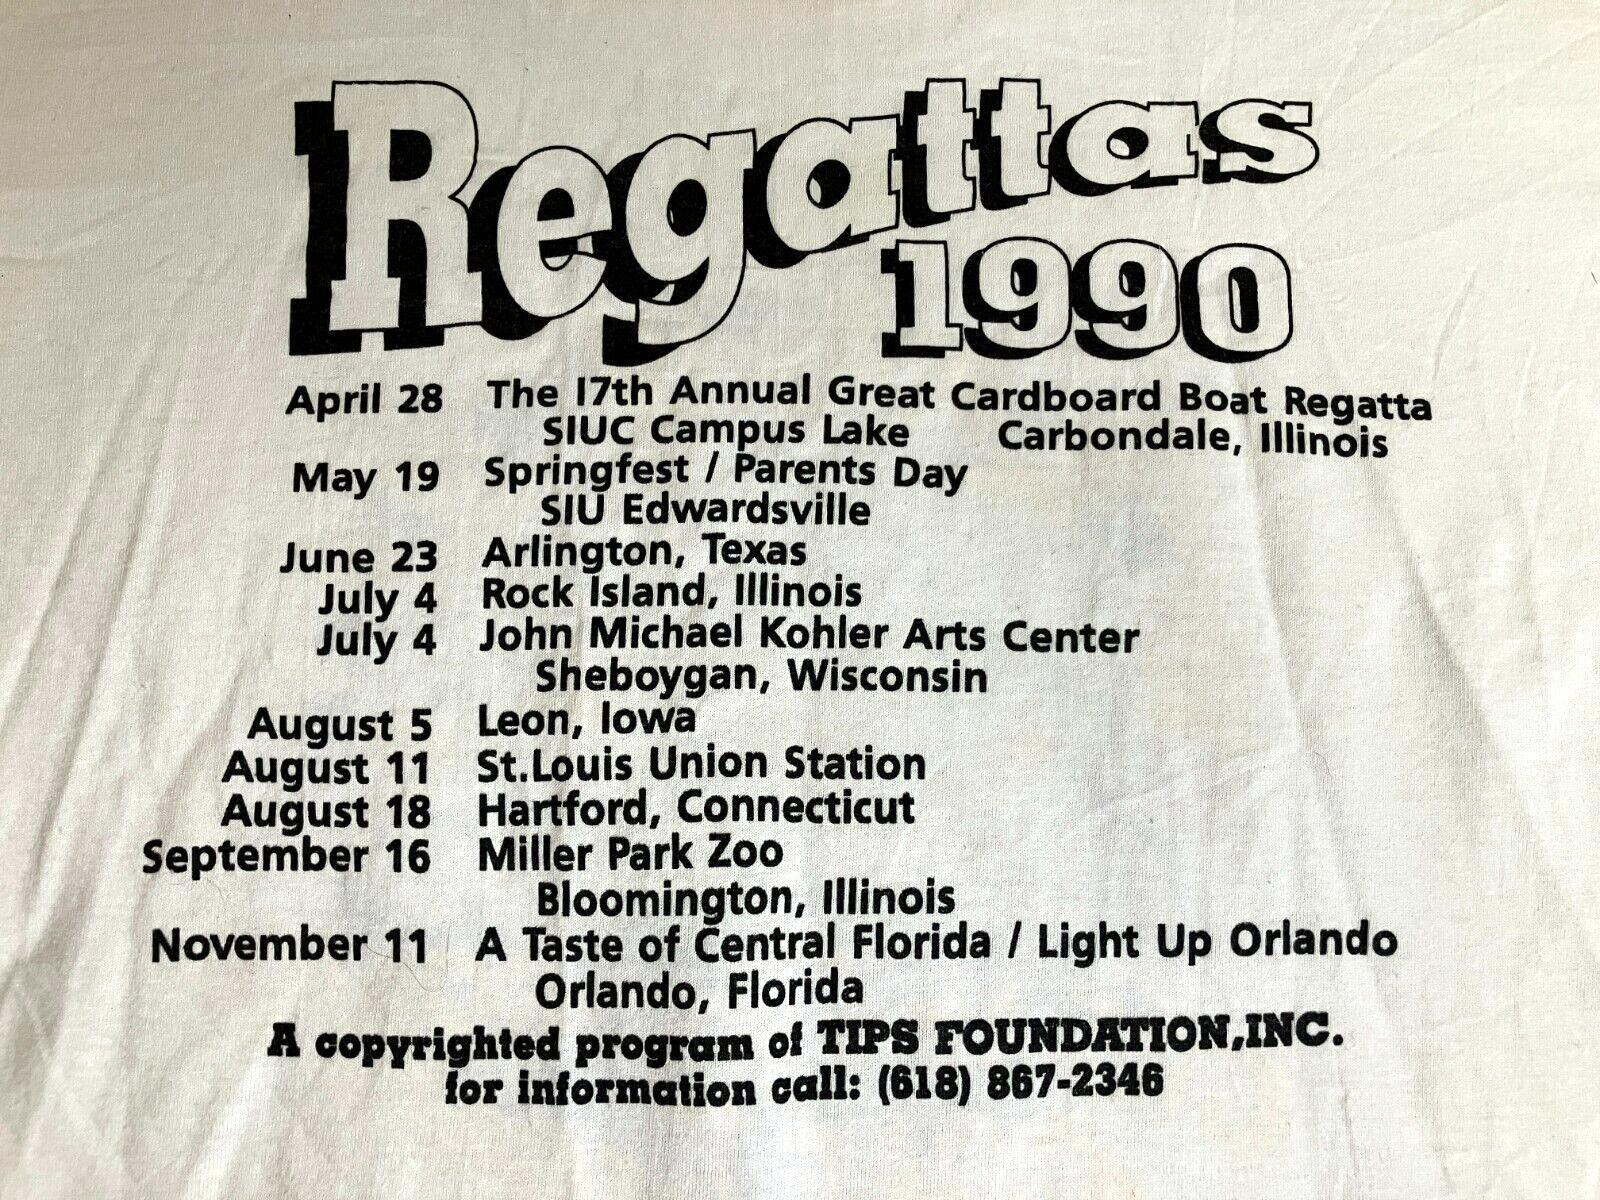 Regattas
1990
April 28 The 17th Annual Great Cardboard Boat Regatta
SIUC Campus Lake Carbondale, Illinois
May 19 Springfest / Parents Day
SIU Edwardsville
June 23 Arlington, Texas
July 4 Rock Island, Illinois
July 4 John Michael Kohler Arts Center
Sheboygan, Wisconsin
August 5 Leon, Iowa
August 11 St.Louis Union Station
August 18 Hartford, Connecticut
September 16 Miller Park Zoo
Bloomington, Illinois
November 11 A Taste of Central Florida / Light Up Orlando
Orlando, Florida
A copyrighted program of TIPS FOUNDATION,INC.
for information call: (618) 867-2346